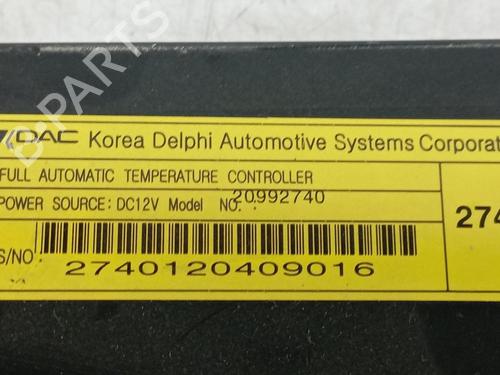 KDAC Korea Delphi Automotive Systems Corporat
FULL AUTOMATIC TEMPERATURE CONTROLLER
POWER SOURCE: DC12V Model NO. 20992740
274
S/NO
2740120409016
B-PARTS